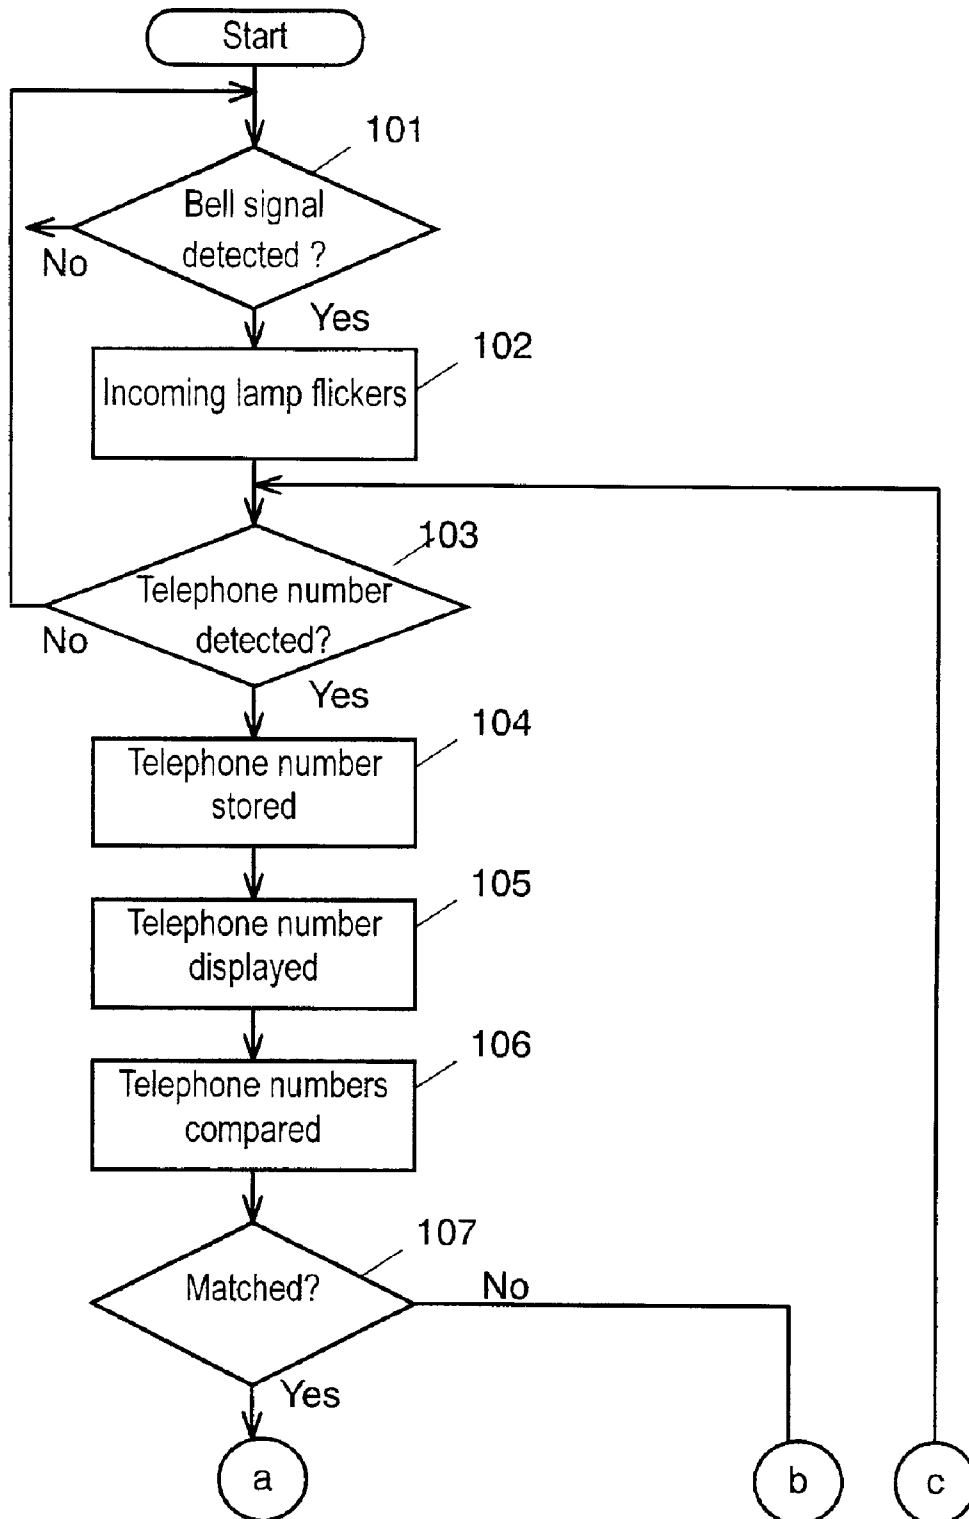 Start
101
Bell signal
detected ?
No
Yes
102
Incoming lamp flickers
103
Telephone number
detected?
No
Yes
104
Telephone number
stored
105
Telephone number
displayed
106
Telephone numbers
compared
107
Matched?
No
Yes
a
b
c